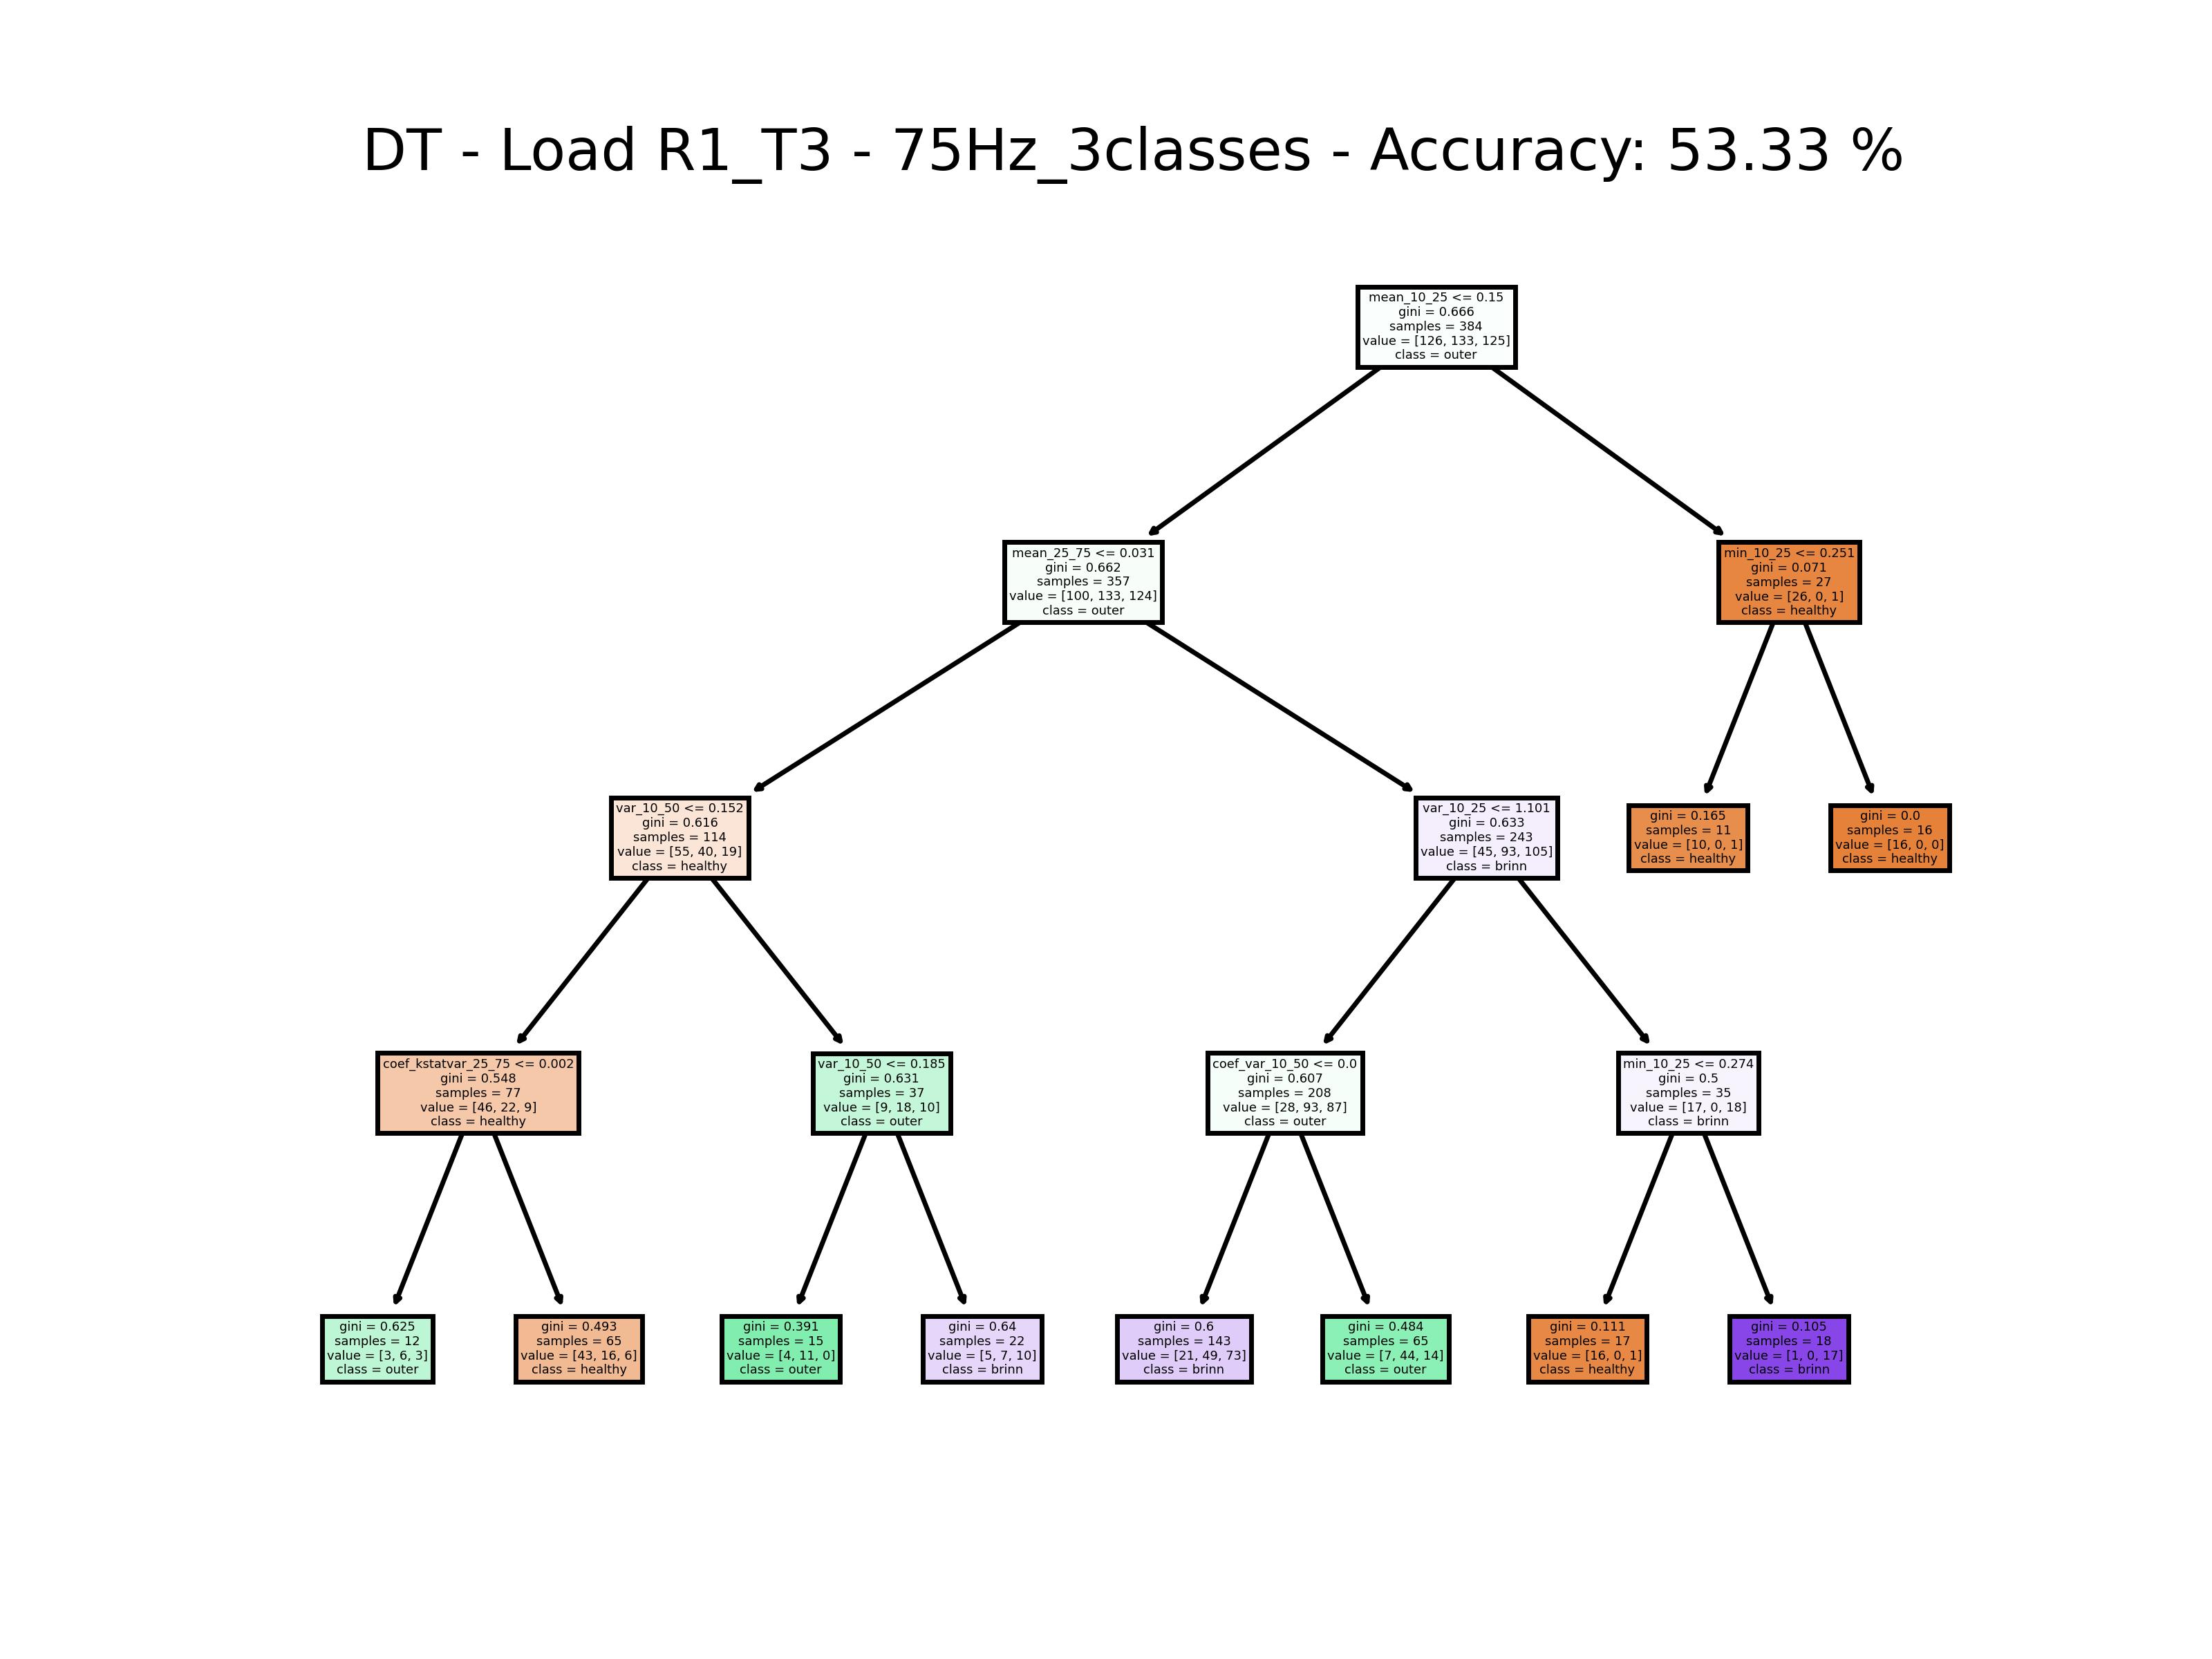 DT - Load R1_T3 - 75Hz_3classes - Accuracy: 53.33 %
mean_10_25 <= 0.15
gini = 0.666
samples = 384
value = [126, 133, 125]
class = outer
mean_25_75 <= 0.031
gini = 0.662
samples = 357
value = [100, 133, 124]
class = outer
min_10_25 <= 0.251
gini = 0.071
samples = 27
value = [26, 0, 1]
class = healthy
var_10_50 <= 0.152
gini = 0.616
samples = 114
value = [55, 40, 19]
class = healthy
var_10_25 <= 1.101
gini = 0.633
samples = 243
value = [45, 93, 105]
class = brinn
gini = 0.165
samples = 11
value = [10, 0, 1]
class = healthy
gini = 0.0
samples = 16
value = [16, 0, 0]
class = healthy
coef_kstatvar_25_75 <= 0.002
gini = 0.548
samples = 77
value = [46, 22, 9]
class = healthy
var_10_50 <= 0.185
gini = 0.631
samples = 37
value = [9, 18, 10]
class = outer
coef_var_10_50 <= 0.0
gini = 0.607
samples = 208
value = [28, 93, 87]
class = outer
min_10_25 <= 0.274
gini = 0.5
samples = 35
value = [17, 0, 18]
class = brinn
gini = 0.625
samples = 12
value = [3, 6, 3]
class = outer
gini = 0.493
samples = 65
value = [43, 16, 6]
class = healthy
gini = 0.391
samples = 15
value = [4, 11, 0]
class = outer
gini = 0.64
samples = 22
value = [5, 7, 10]
class = brinn
gini = 0.6
samples = 143
value = [21, 49, 73]
class = brinn
gini = 0.484
samples = 65
value = [7, 44, 14]
class = outer
gini = 0.111
samples = 17
value = [16, 0, 1]
class = healthy
gini = 0.105
samples = 18
value = [1, 0, 17]
class = brinn